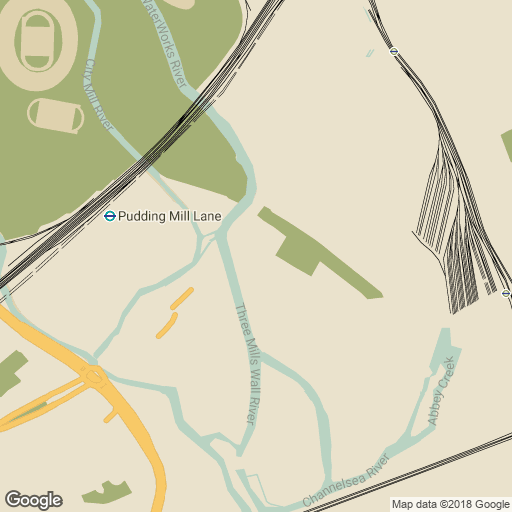 WaterWorks River
City Mill River
Pudding Mill Lane
Three Mills Wall River
Abbey Creek
Channelsea River
Google
Google
Map data ©2018 Google